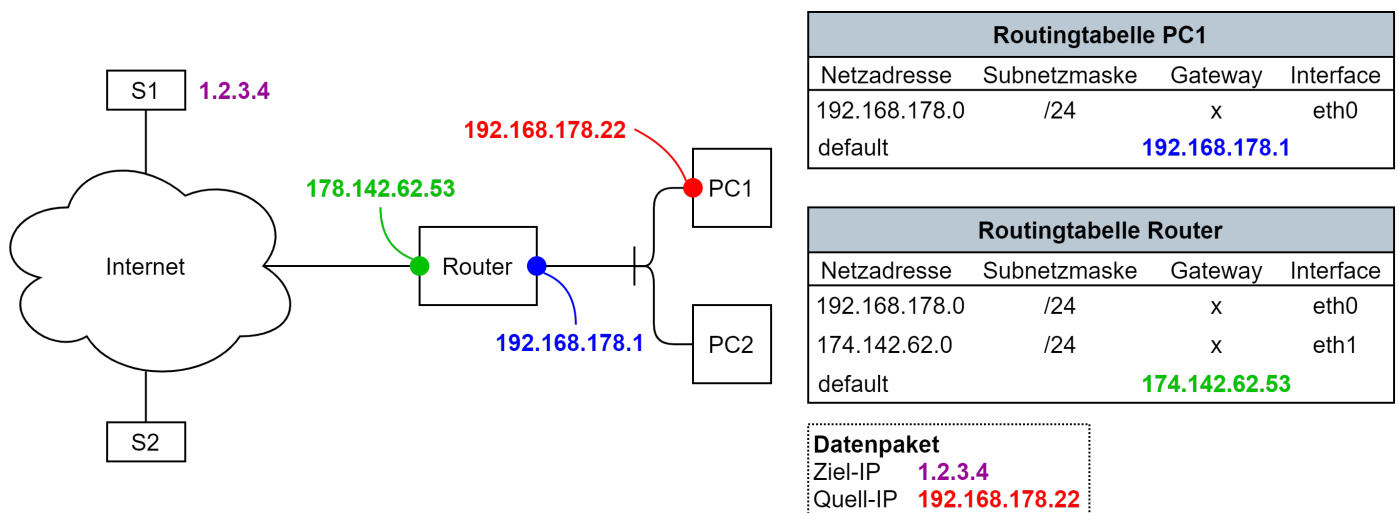 S1 1.2.3.4
192.168.178.22
178.142.62.53
PC1
Internet
Router
192.168.178.1
PC2
S2
Routingtabelle PC1
Netzadresse Subnetzmaske Gateway Interface
192.168.178.0 /24 x eth0
default 192.168.178.1
Routingtabelle Router
Netzadresse Subnetzmaske Gateway Interface
192.168.178.0 /24 x eth0
174.142.62.0 /24 x eth1
default 174.142.62.53
Datenpaket
Ziel-IP 1.2.3.4
Quell-IP 192.168.178.22